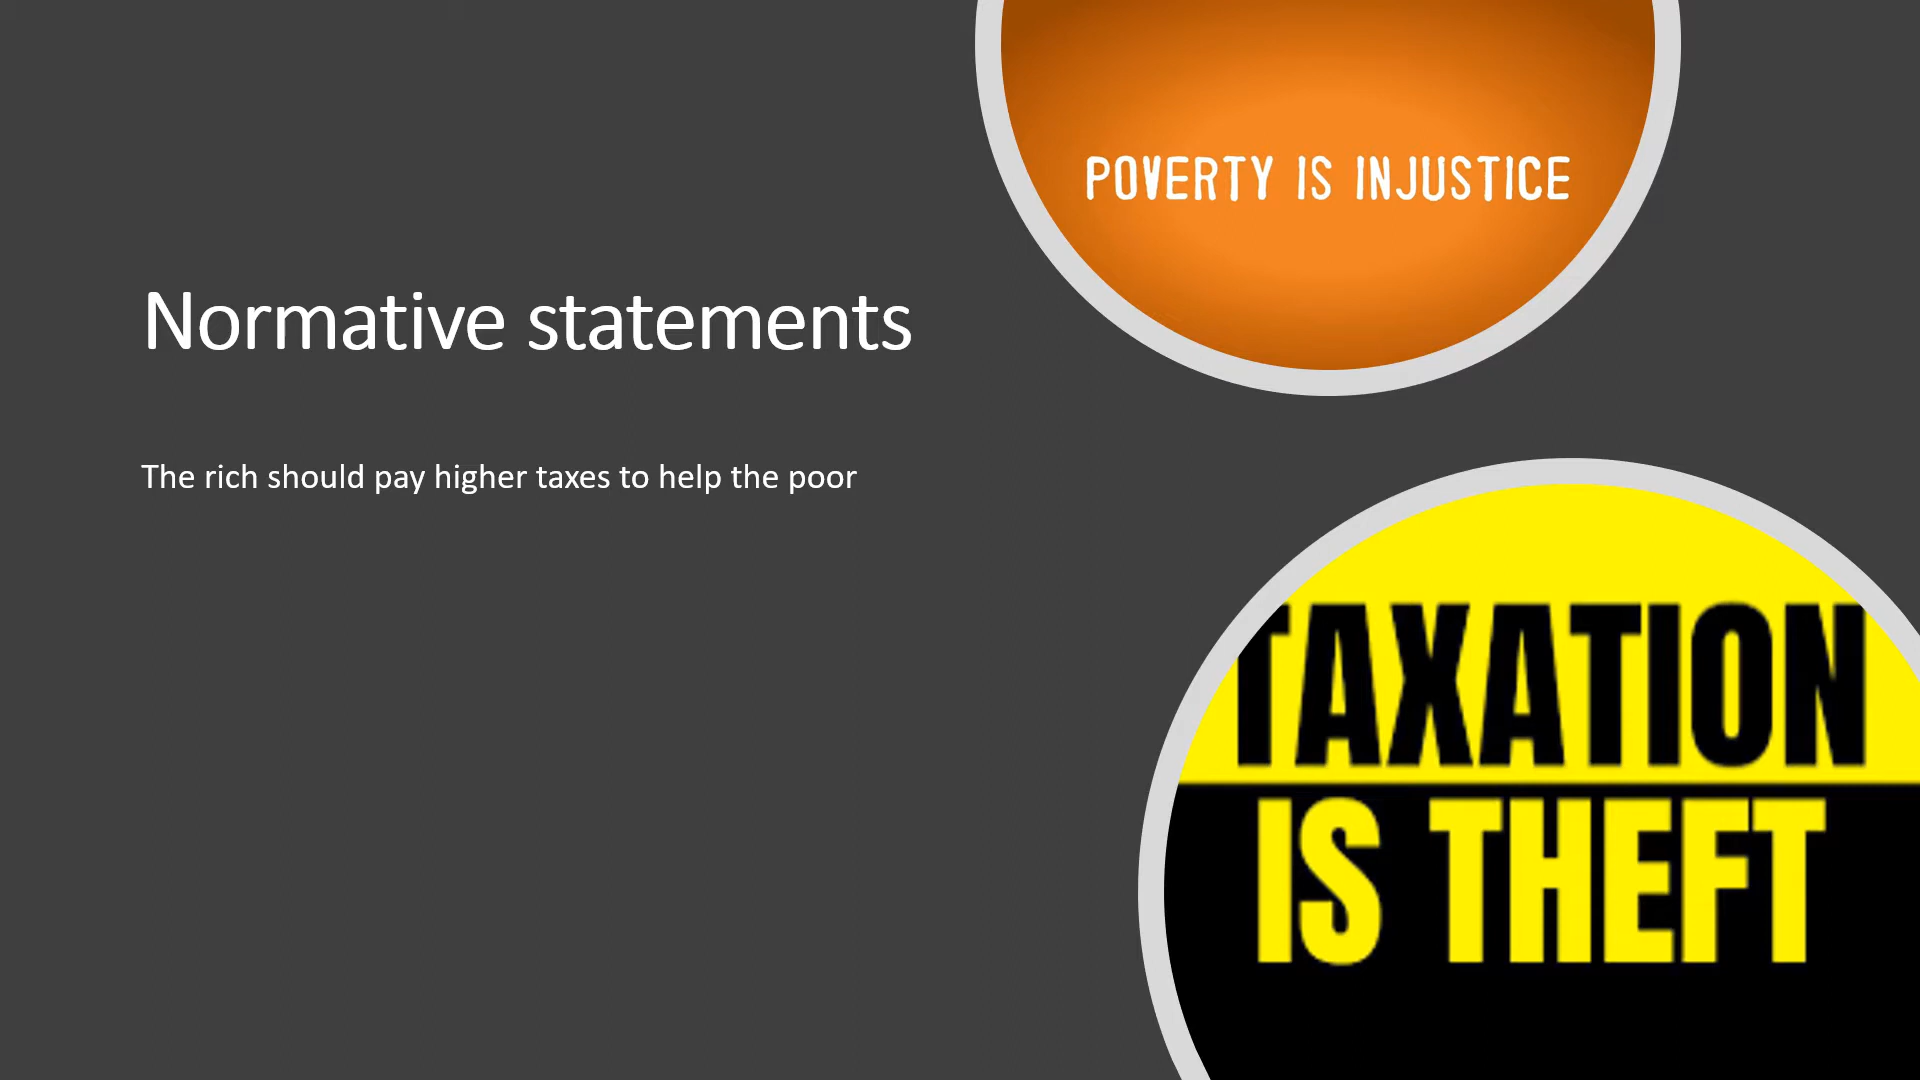 POVERTY IS INJUSTICE
Normative statements
The rich should pay higher taxes to help the poor
TAXATION
IS THEFT